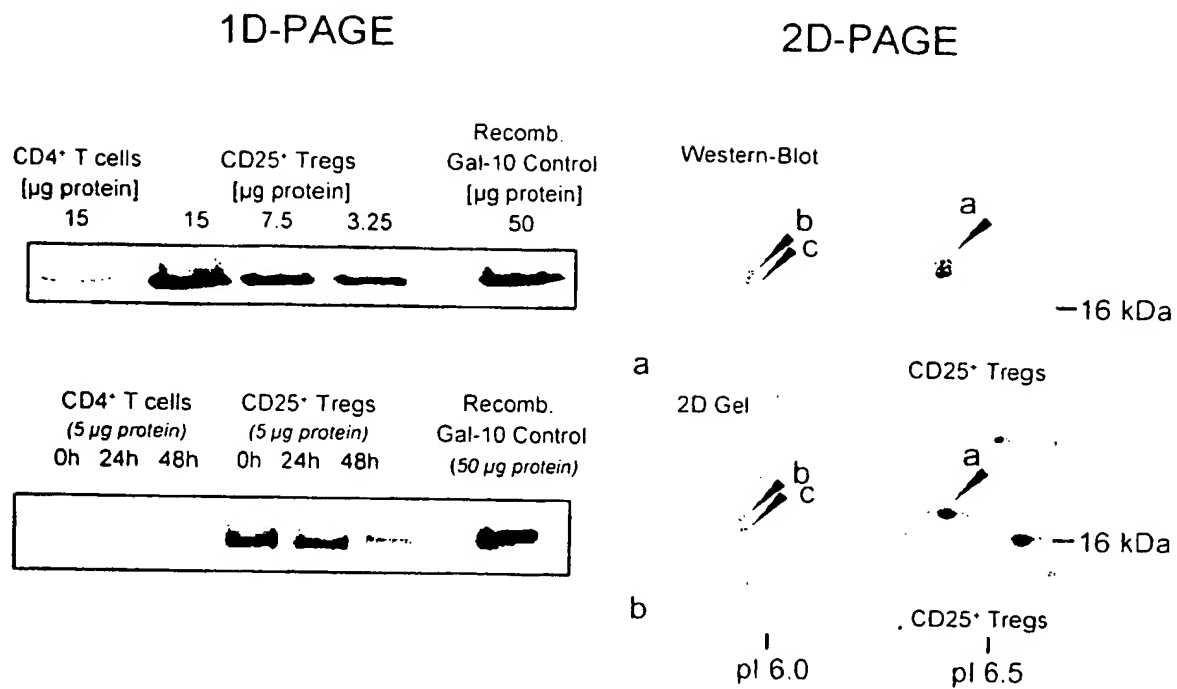 1D-PAGE
CD4⁺ T cells
[µg protein]
15
CD25⁺ Tregs
[µg protein]
15 7.5 3.25
Recomb.
Gal-10 Control
[µg protein]
50
CD4⁺ T cells
(5 µg protein)
0h 24h 48h
CD25⁺ Tregs
(5 µg protein)
0h 24h 48h
Recomb.
Gal-10 Control
(50 µg protein)
2D-PAGE
Western-Blot
b
c
a
16 kDa
a
CD25⁺ Tregs
2D Gel
b
c
a
16 kDa
b
CD25⁺ Tregs
pI 6.0
pI 6.5